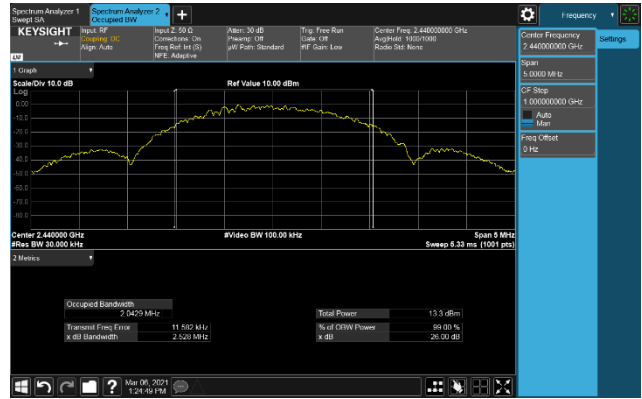 Spectrum Analyzer 1
Swept SA
Spectrum Analyzer 2
Occupied BW
Frequency
KEYSIGHT
Input: RF
Coupling: DC
Align: Auto
Input Z: 50 Ω
Corrections: On
Freq Ref: Int (S)
NFE: Adaptive
Atten: 30 dB
Preamp: Off
µW Path: Standard
Trig: Free Run
Gate: Off
#IF Gain: Low
Center Freq: 2.440000000 GHz
Avg|Hold: 1000/1000
Radio Std: None
Center Frequency
2.440000000 GHz
Settings
Span
5.0000 MHz
CF Step
1.000000000 GHz
Auto
Man
Freq Offset
0 Hz
1 Graph
Scale/Div 10.0 dB
Ref Value 10.00 dBm
Log
0.00
-10.0
-20.0
-30.0
-40.0
-50.0
-60.0
-70.0
-80.0
Center 2.440000 GHz
#Video BW 100.00 kHz
Span 5 MHz
#Res BW 30.000 kHz
Sweep 5.33 ms (1001 pts)
2 Metrics
Occupied Bandwidth
2.0429 MHz
Total Power
13.3 dBm
Transmit Freq Error
11.582 kHz
% of OBW Power
99.00 %
x dB Bandwidth
2.528 MHz
x dB
26.00 dB
Mar 06, 2021
1:24:49 PM